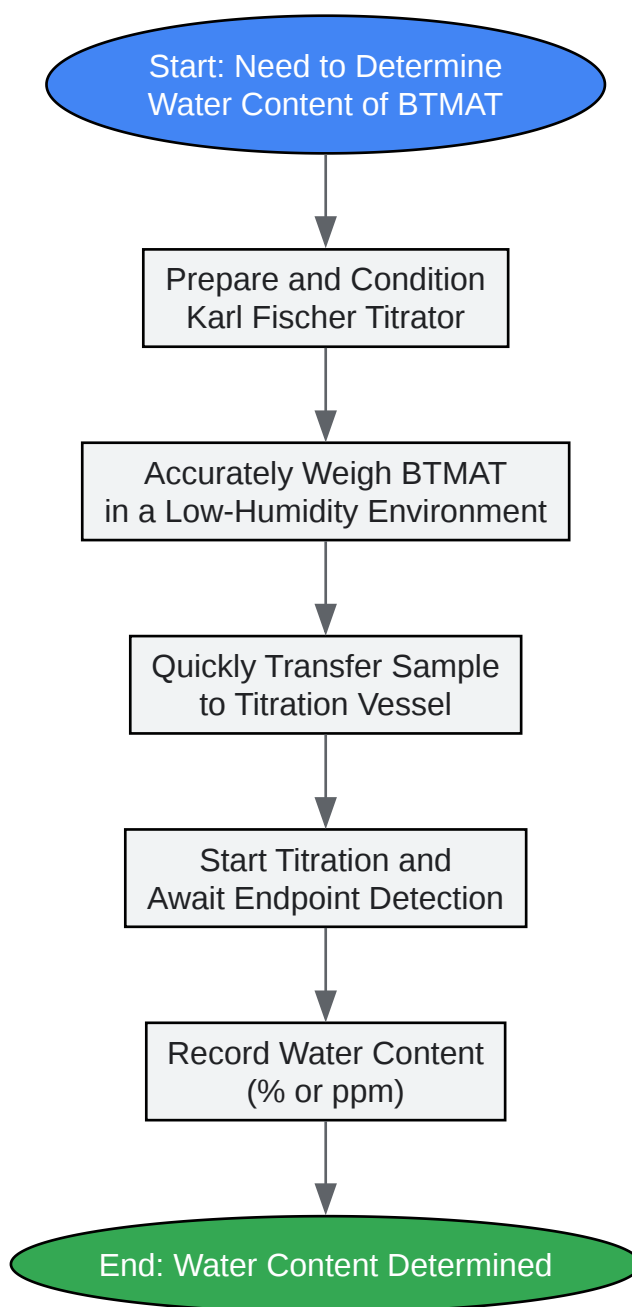 Start: Need to Determine
Water Content of BTMAT
Prepare and Condition
Karl Fischer Titrator
Accurately Weigh BTMAT
in a Low-Humidity Environment
Quickly Transfer Sample
to Titration Vessel
Start Titration and
Await Endpoint Detection
Record Water Content
(% or ppm)
End: Water Content Determined